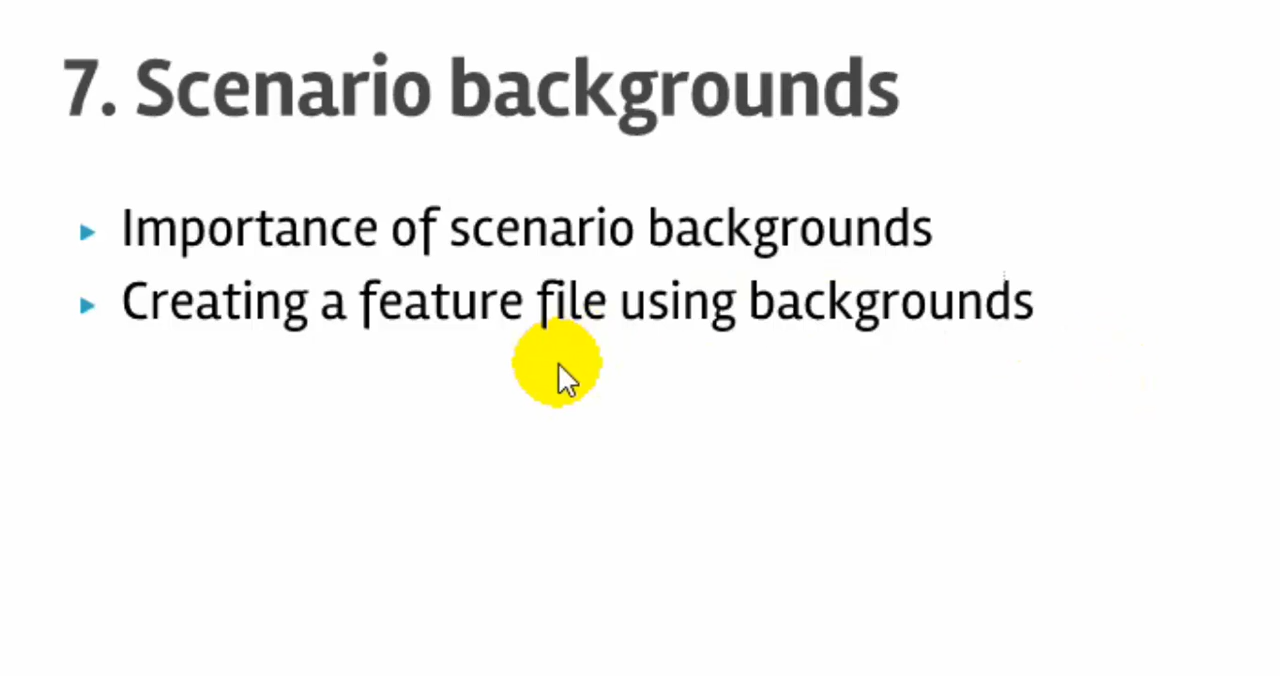 7. Scenario backgrounds
Importance of scenario backgrounds
Creating a feature file using backgrounds